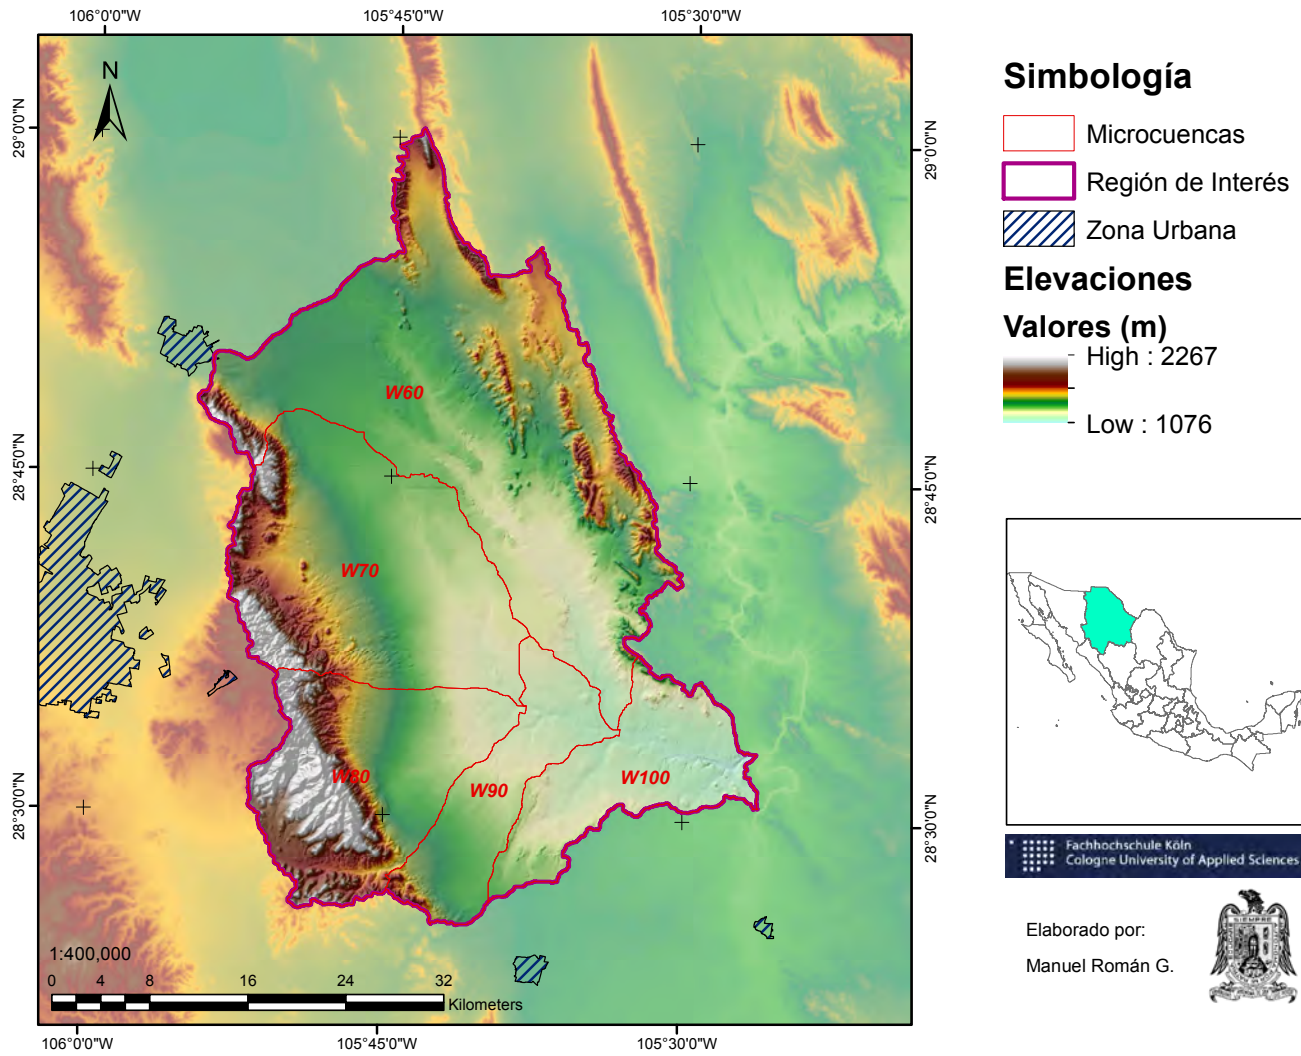 106°0'0"W
105°45'0"W
105°30'0"W
N
29°0'0"N
29°0'0"N
28°45'0"N
28°45'0"N
28°30'0"N
28°30'0"N
W60
W70
W80
W90
W100
1:400,000
0 4 8 16 24 32
Kilometers
106°0'0"W
105°45'0"W
105°30'0"W
Simbología
Microcuencas
Región de Interés
Zona Urbana
Elevaciones
Valores (m)
High : 2267
Low : 1076
Fachhochschule Köln
Cologne University of Applied Sciences
Elaborado por:
Manuel Román G.
SIEMPRE